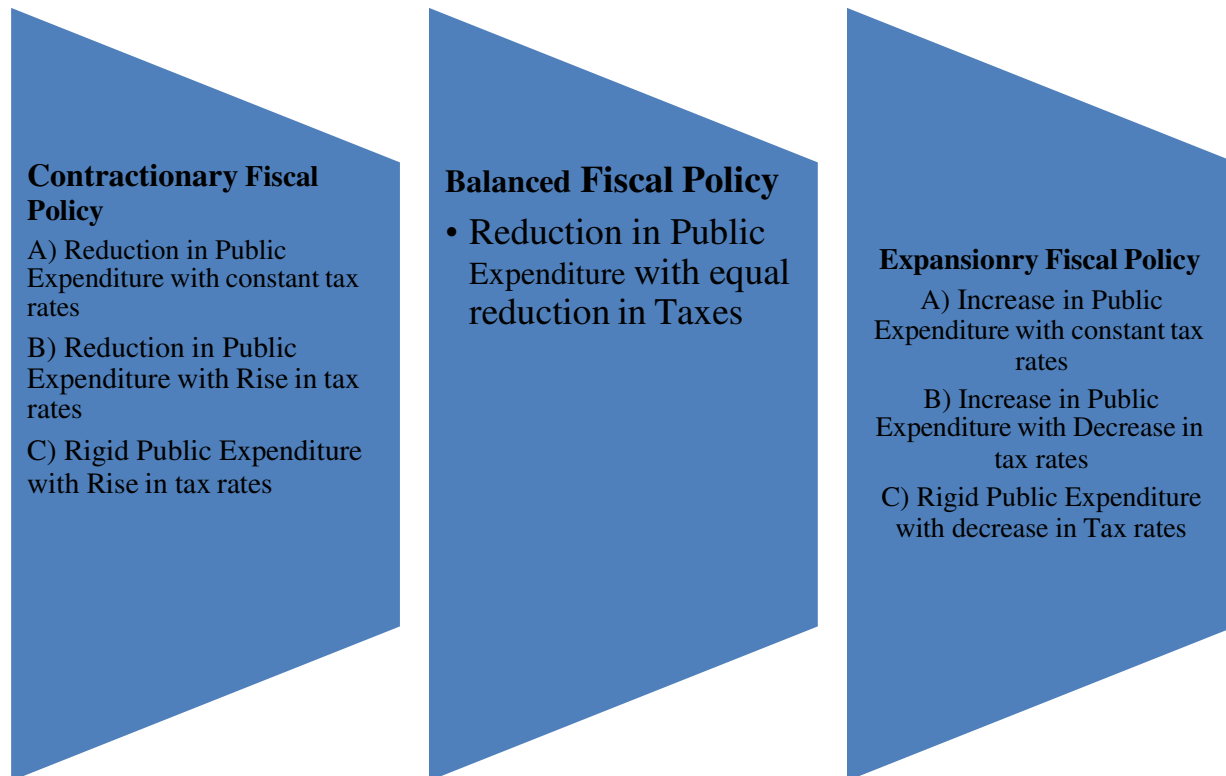 Contractionary Fiscal
Policy
A) Reduction in Public
Expenditure with constant tax
rates
B) Reduction in Public
Expenditure with Rise in tax
rates
C) Rigid Public Expenditure
with Rise in tax rates
Balanced Fiscal Policy
• Reduction in Public
Expenditure with equal
reduction in Taxes
Expansionry Fiscal Policy
A) Increase in Public
Expenditure with constant tax
rates
B) Increase in Public
Expenditure with Decrease in
tax rates
C) Rigid Public Expenditure
with decrease in Tax rates